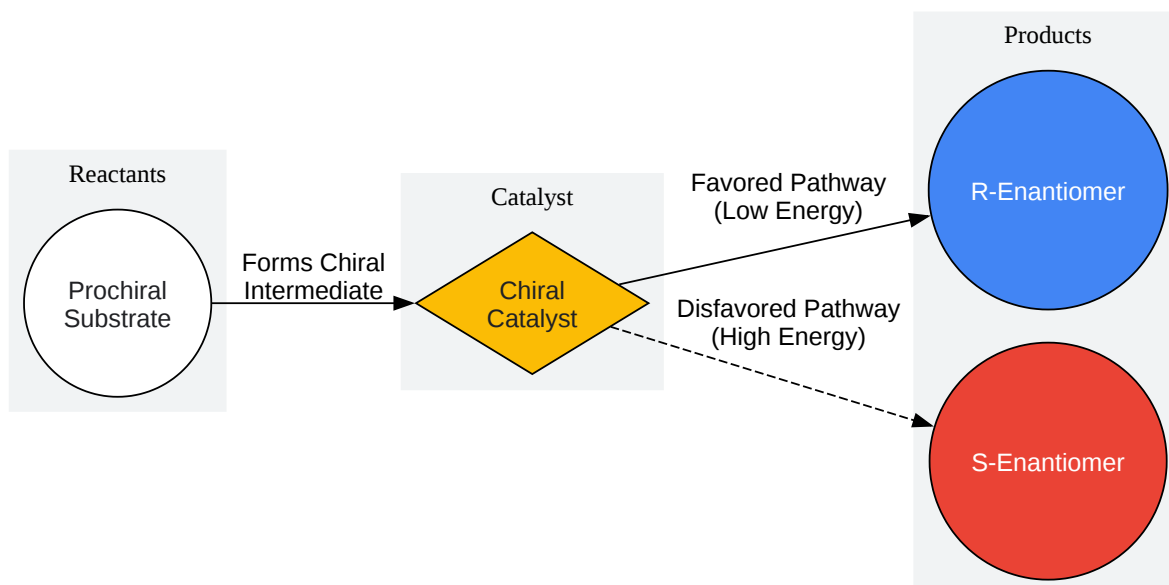 Reactants
Prochiral
Substrate
Forms Chiral
Intermediate
Catalyst
Chiral
Catalyst
Favored Pathway
(Low Energy)
Disfavored Pathway
(High Energy)
Products
R-Enantiomer
S-Enantiomer